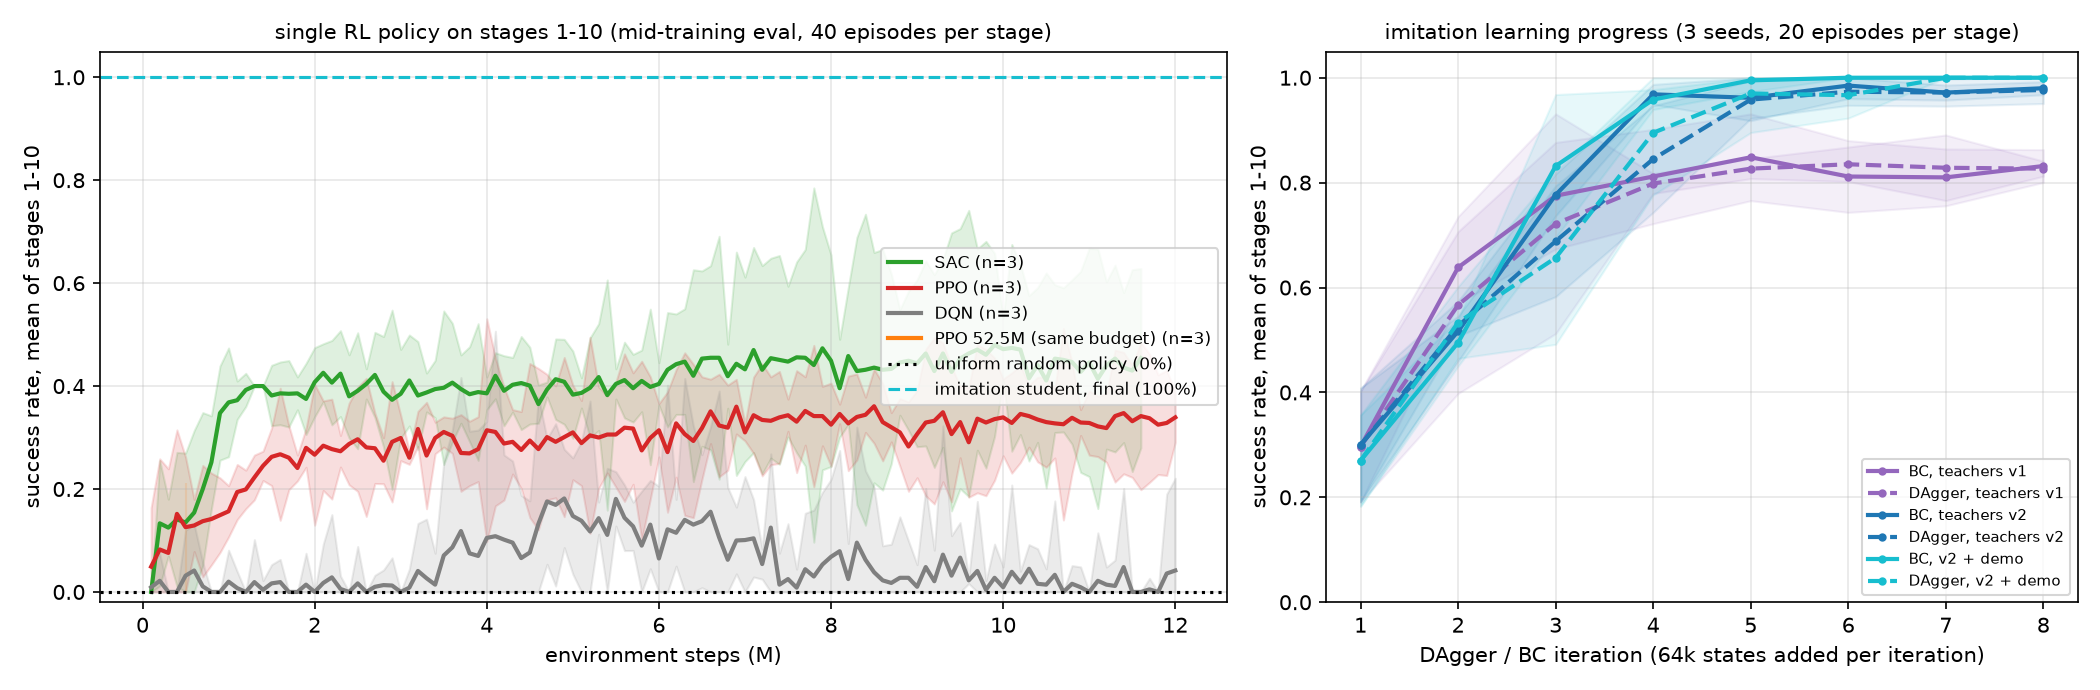 single RL policy on stages 1-10 (mid-training eval, 40 episodes per stage)
success rate, mean of stages 1-10
1.0
0.8
0.6
0.4
0.2
0.0
0
2
4
6
8
10
12
environment steps (M)
SAC (n=3)
PPO (n=3)
DQN (n=3)
PPO 52.5M (same budget) (n=3)
uniform random policy (0%)
imitation student, final (100%)
imitation learning progress (3 seeds, 20 episodes per stage)
success rate, mean of stages 1-10
1.0
0.8
0.6
0.4
0.2
0.0
1
2
3
4
5
6
7
8
DAgger / BC iteration (64k states added per iteration)
BC, teachers v1
DAgger, teachers v1
BC, teachers v2
DAgger, teachers v2
BC, v2 + demo
DAgger, v2 + demo